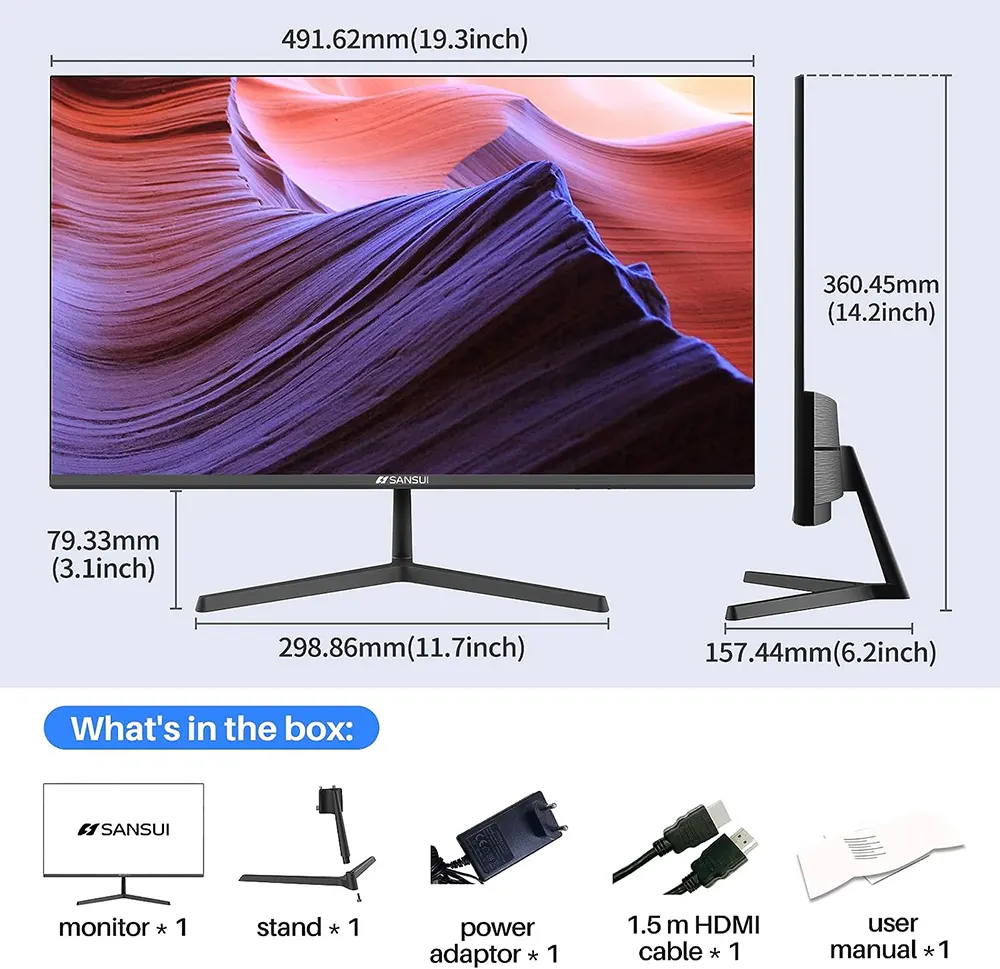 491.62mm(19.3inch)
360.45mm
(14.2inch)
SANSUI
79.33mm
(3.1inch)
298.86mm(11.7inch)
157.44mm(6.2inch)
What's in the box:
SANSUI
monitor * 1
stand * 1
power
adaptor * 1
1.5 m HDMI
cable * 1
user
manual *1